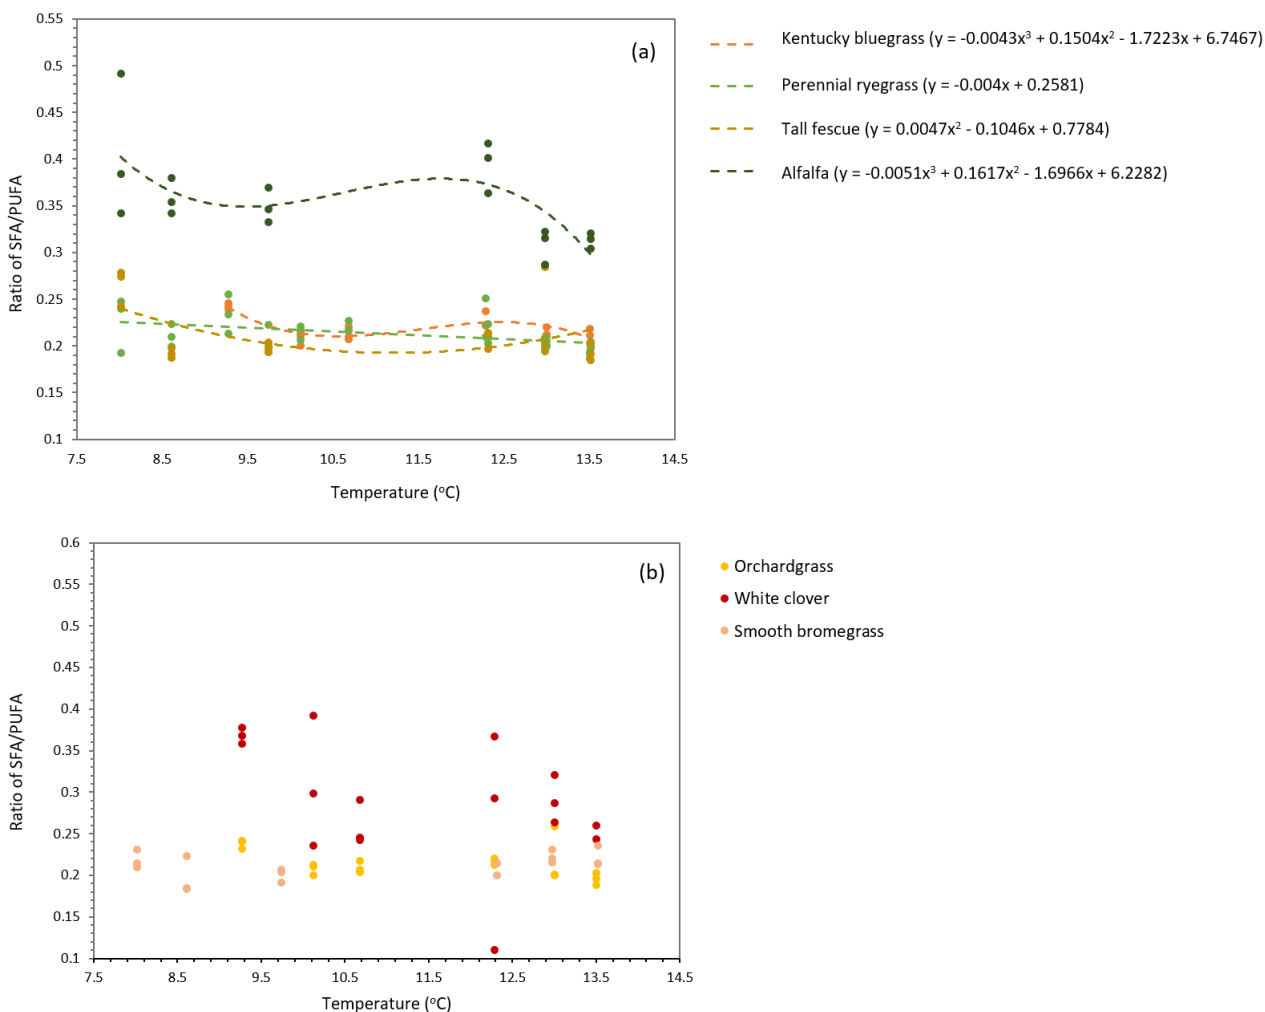 (a)
Ratio of SFA/PUFA
0.55
0.5
0.45
0.4
0.35
0.3
0.25
0.2
0.15
0.1
7.5 8.5 9.5 10.5 11.5 12.5 13.5 14.5
Temperature (°C)
Kentucky bluegrass (y = -0.0043x³ + 0.1504x² - 1.7223x + 6.7467)
Perennial ryegrass (y = -0.004x + 0.2581)
Tall fescue (y = 0.0047x² - 0.1046x + 0.7784)
Alfalfa (y = -0.0051x³ + 0.1617x² - 1.6966x + 6.2282)
(b)
Ratio of SFA/PUFA
0.6
0.55
0.5
0.45
0.4
0.35
0.3
0.25
0.2
0.15
0.1
7.5 8.5 9.5 10.5 11.5 12.5 13.5 14.5
Temperature (°C)
Orchardgrass
White clover
Smooth bromegrass